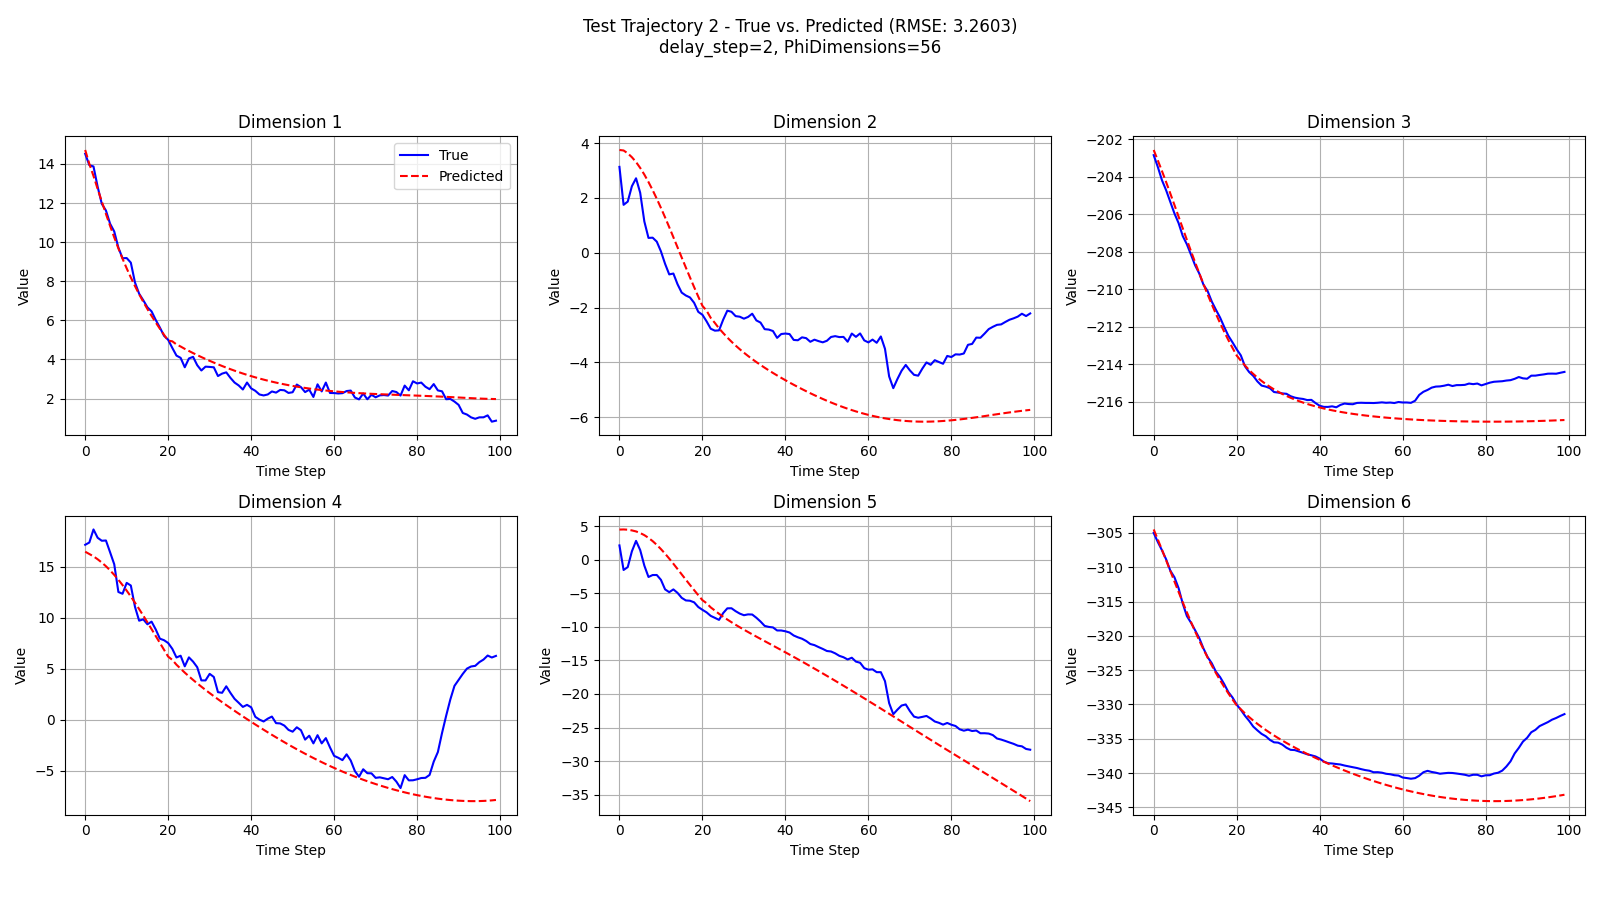 Test Trajectory 2 - True vs. Predicted (RMSE: 3.2603)
delay_step=2, PhiDimensions=56
Dimension 1
True
Predicted
14
12
10
8
6
4
2
Value
0 20 40 60 80 100
Time Step
Dimension 2
4
2
0
−2
−4
−6
Value
0 20 40 60 80 100
Time Step
Dimension 3
−202
−204
−206
−208
−210
−212
−214
−216
Value
0 20 40 60 80 100
Time Step
Dimension 4
15
10
5
0
−5
Value
0 20 40 60 80 100
Time Step
Dimension 5
5
0
−5
−10
−15
−20
−25
−30
−35
Value
0 20 40 60 80 100
Time Step
Dimension 6
−305
−310
−315
−320
−325
−330
−335
−340
−345
Value
0 20 40 60 80 100
Time Step